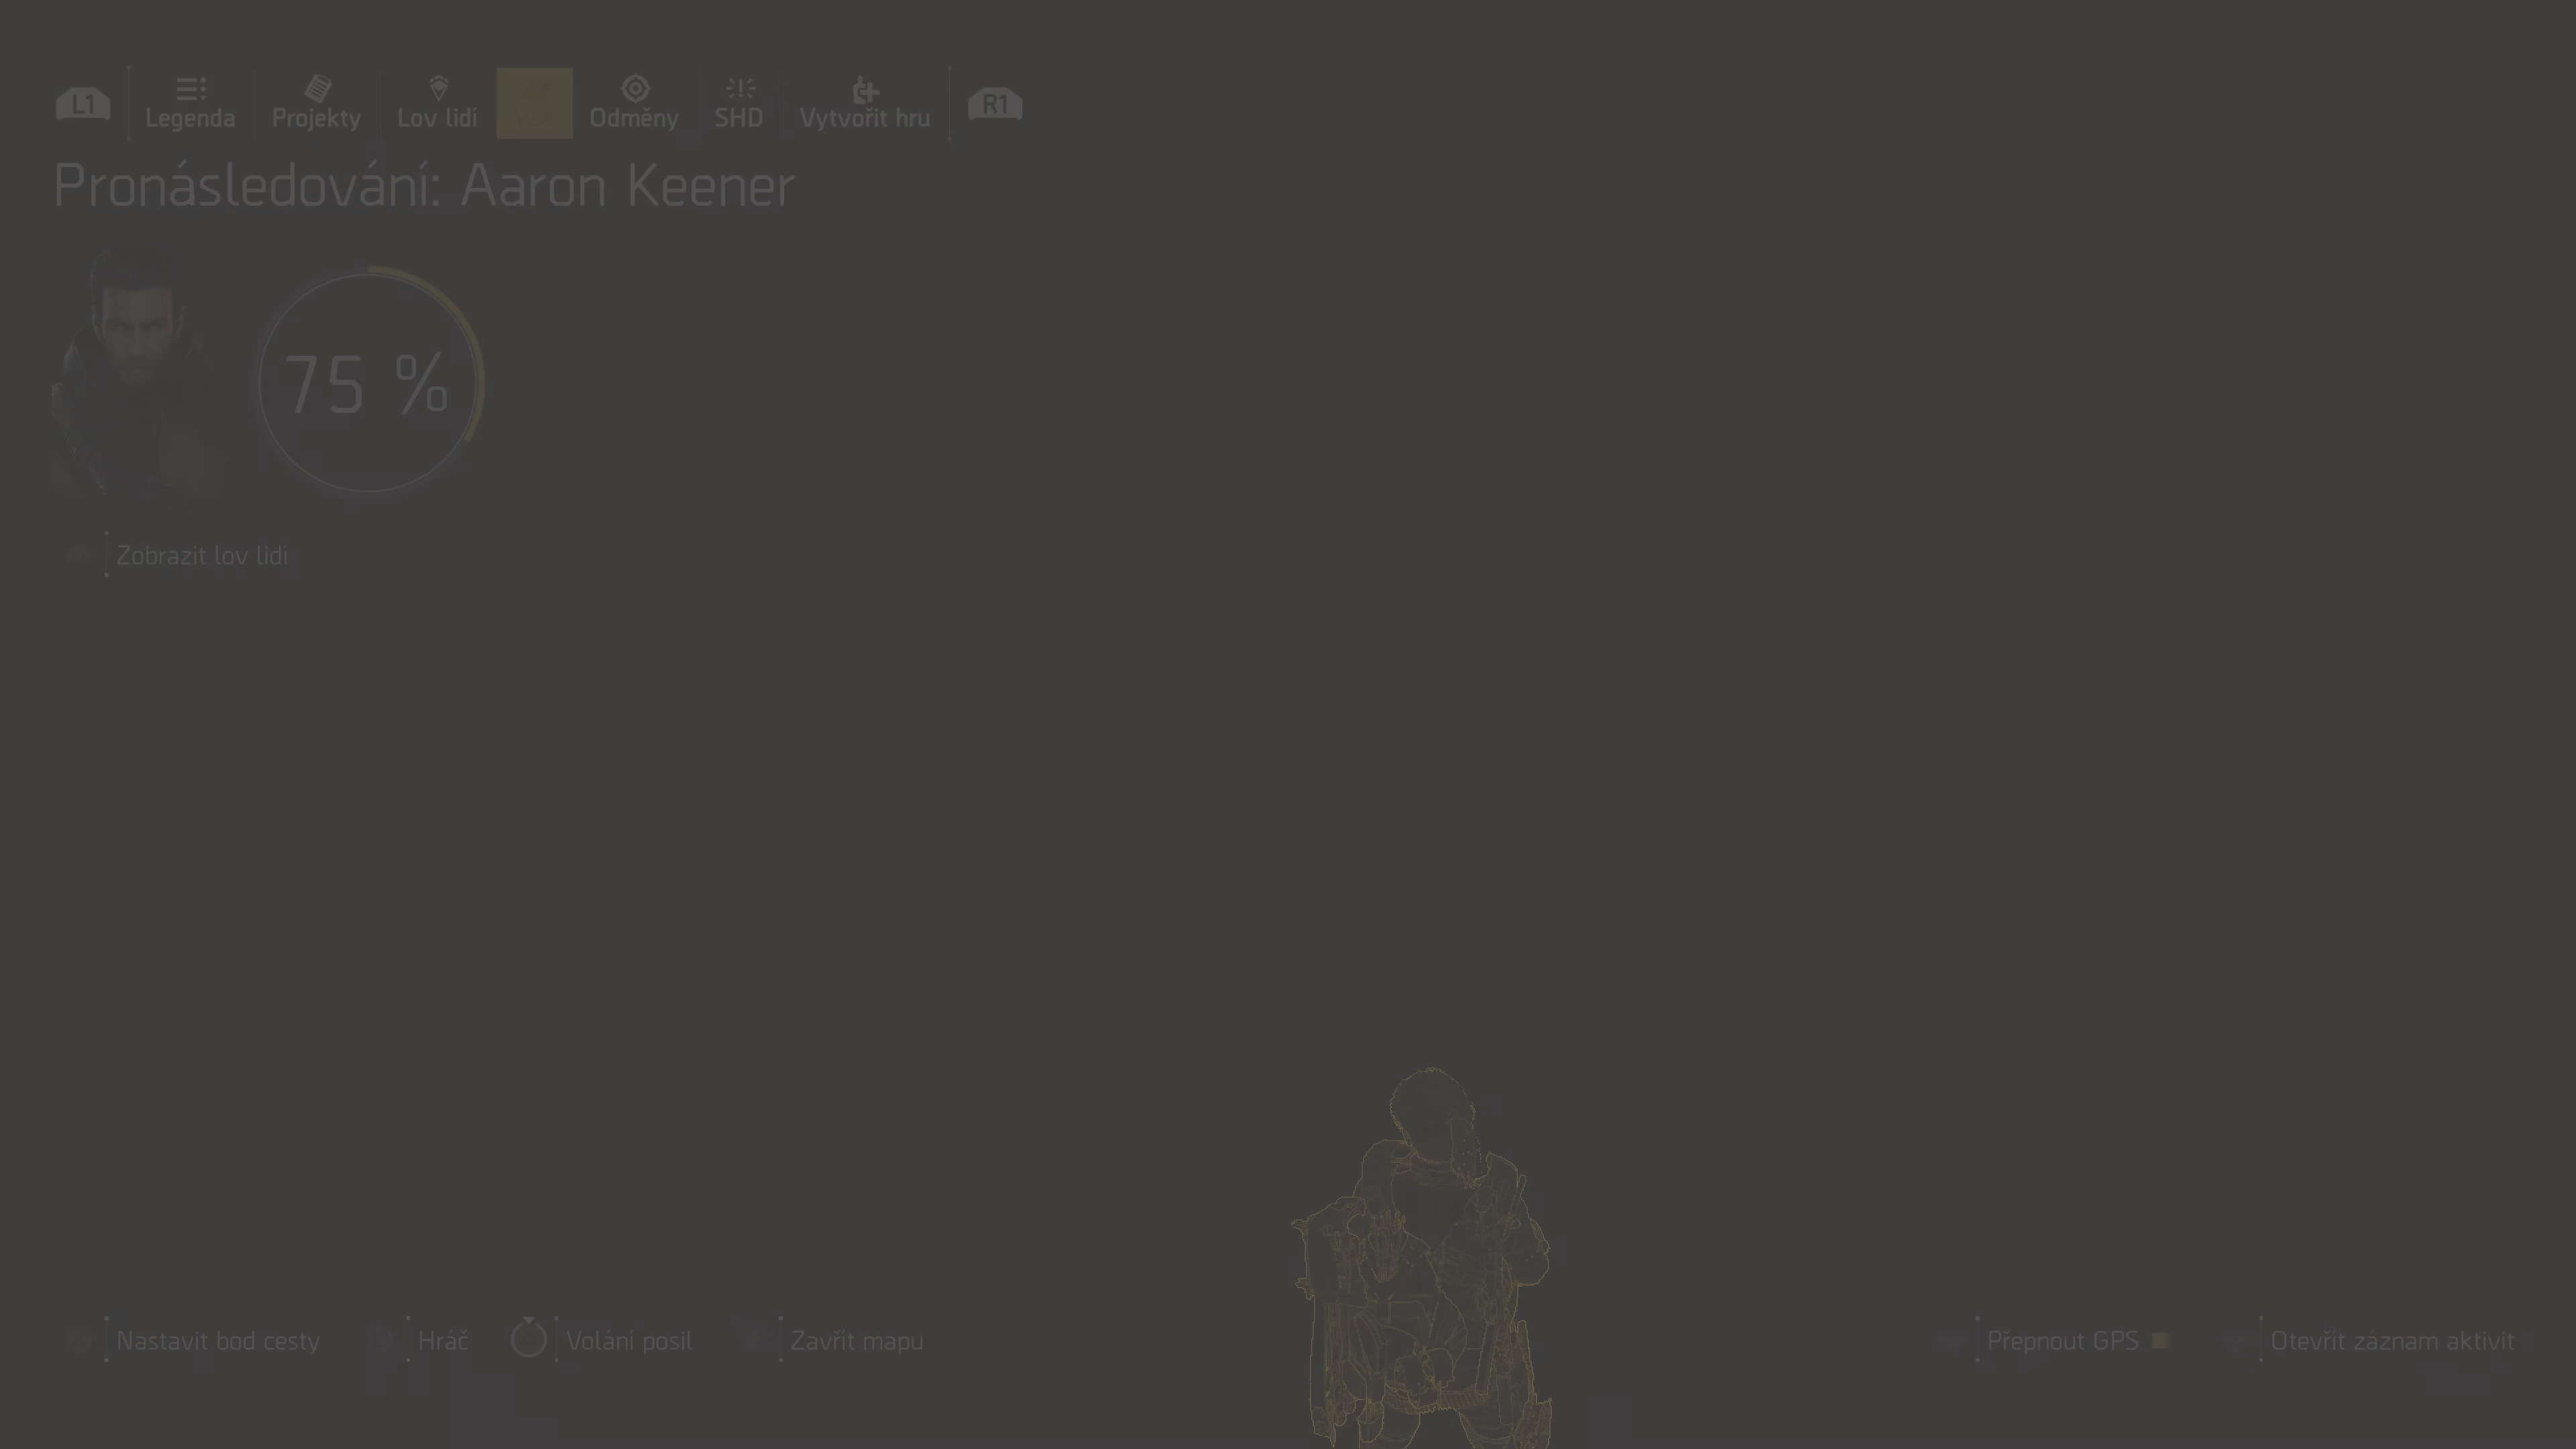 L1 Legenda Projekty Lov lidí Odměny SHD Vytvořit hru R1
Pronásledování: Aaron Keener
75 %
Zobrazit lov lidí
Nastavit bod cesty Hráč Volání posil Zavřít mapu Přepnout GPS Otevřít záznam aktivit